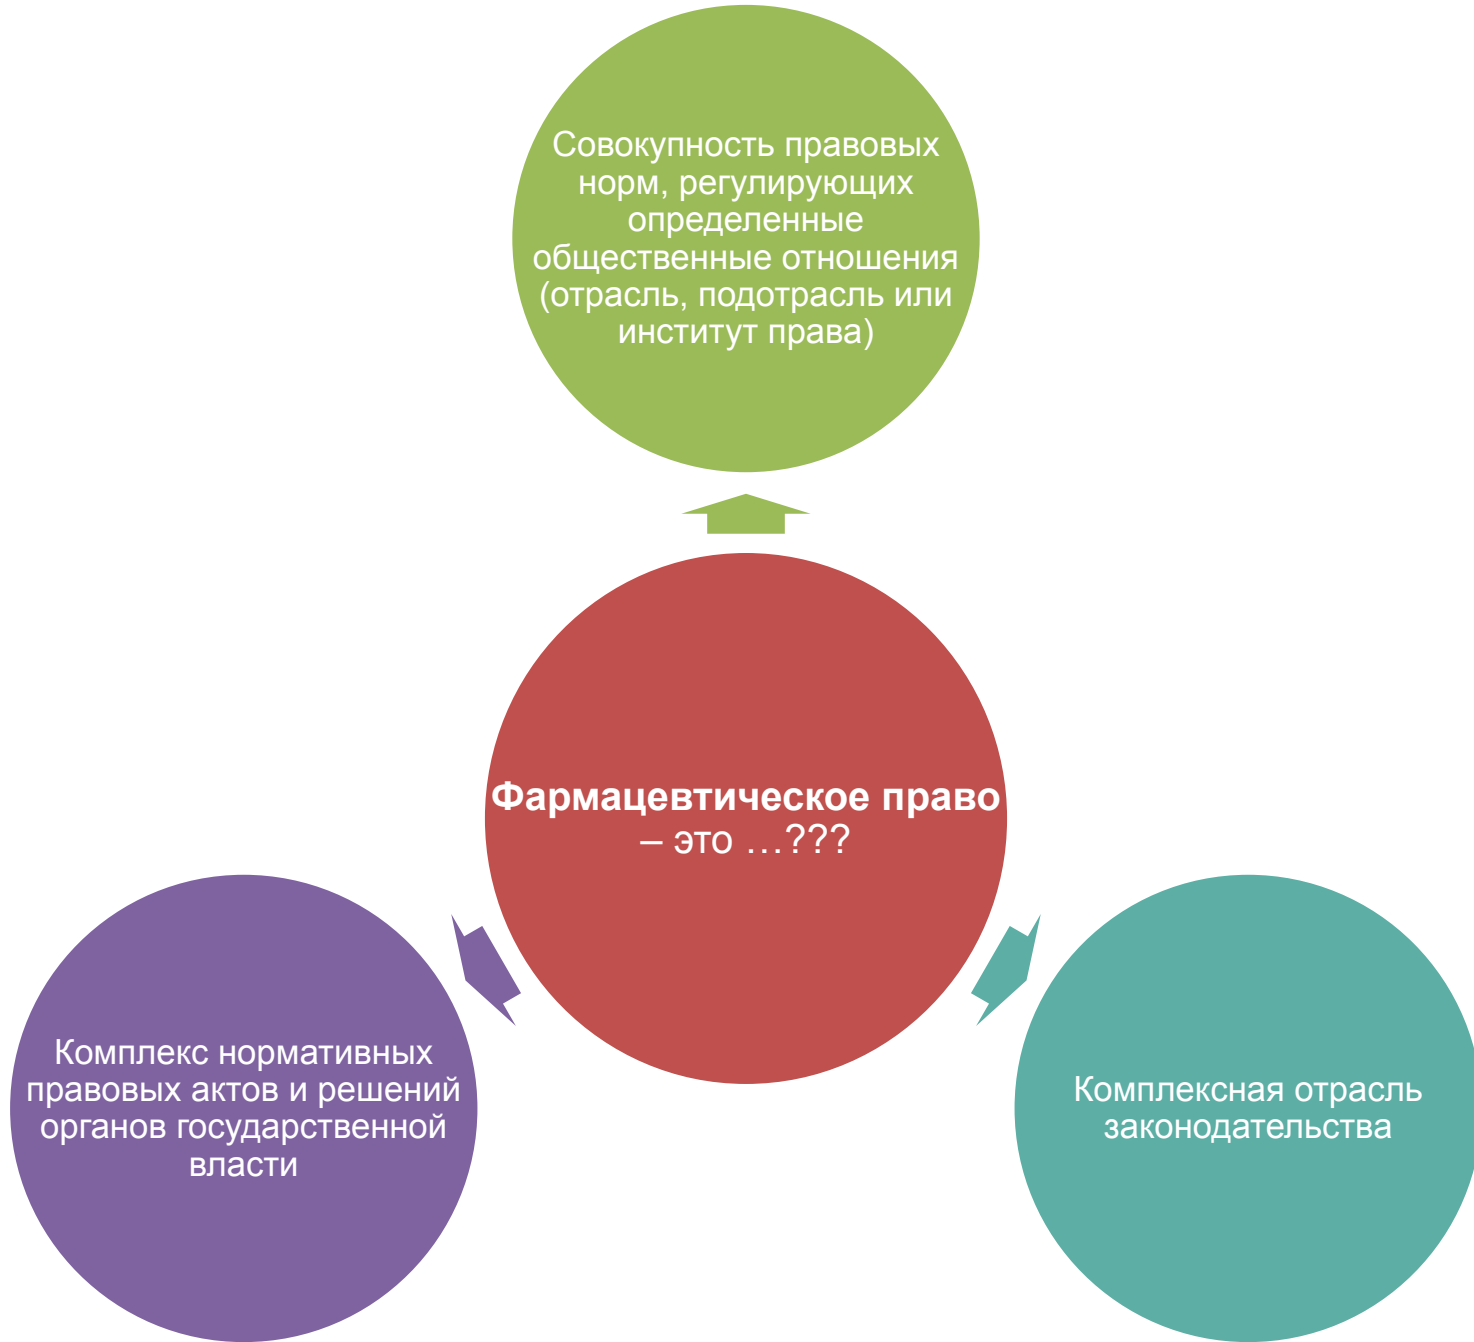 Совокупность правовых
норм, регулирующих
определенные
общественные отношения
(отрасль, подотрасль или
институт права)
Фармацевтическое право
– это …???
Комплекс нормативных
правовых актов и решений
органов государственной
власти
Комплексная отрасль
законодательства